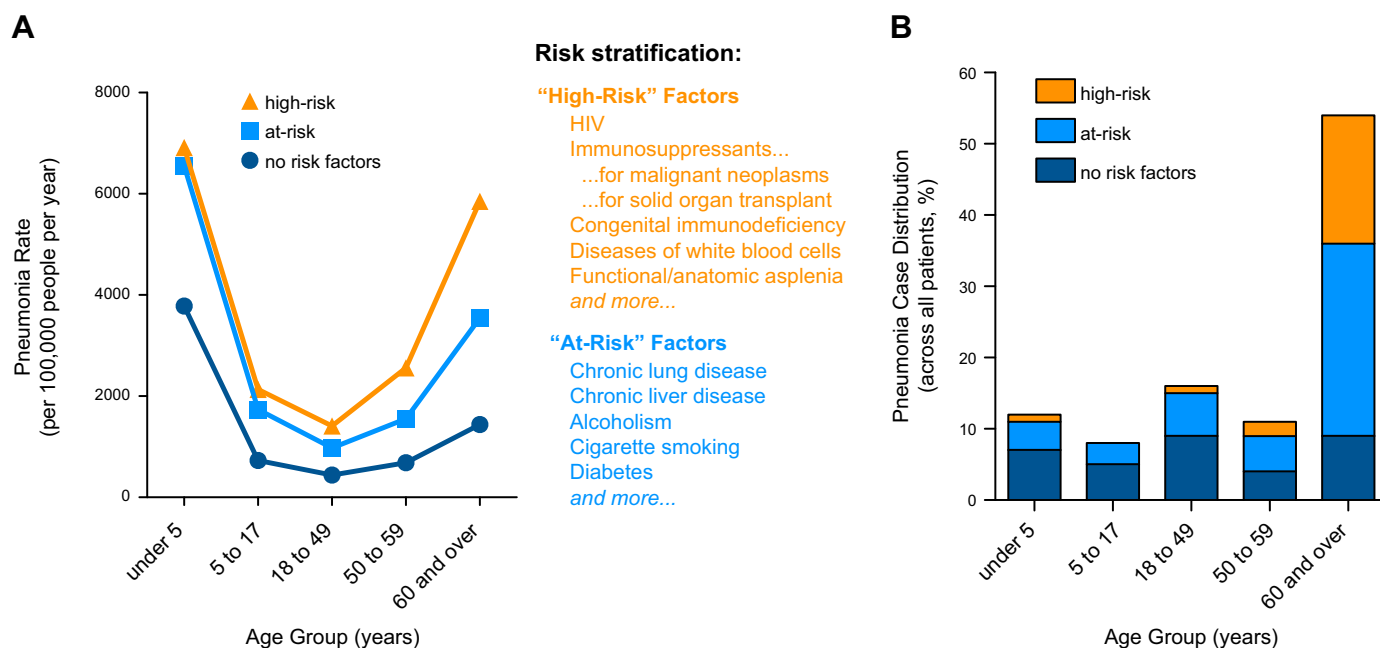 A
Pneumonia Rate
(per 100,000 people per year)
8000
6000
4000
2000
0
high-risk
at-risk
no risk factors
under 5
5 to 17
18 to 49
50 to 59
60 and over
Age Group (years)
Risk stratification:
“High-Risk” Factors
HIV
Immunosuppressants...
...for malignant neoplasms
...for solid organ transplant
Congenital immunodeficiency
Diseases of white blood cells
Functional/anatomic asplenia
and more...
“At-Risk” Factors
Chronic lung disease
Chronic liver disease
Alcoholism
Cigarette smoking
Diabetes
and more...
B
Pneumonia Case Distribution
(across all patients, %)
60
50
40
30
20
10
0
high-risk
at-risk
no risk factors
under 5
5 to 17
18 to 49
50 to 59
60 and over
Age Group (years)